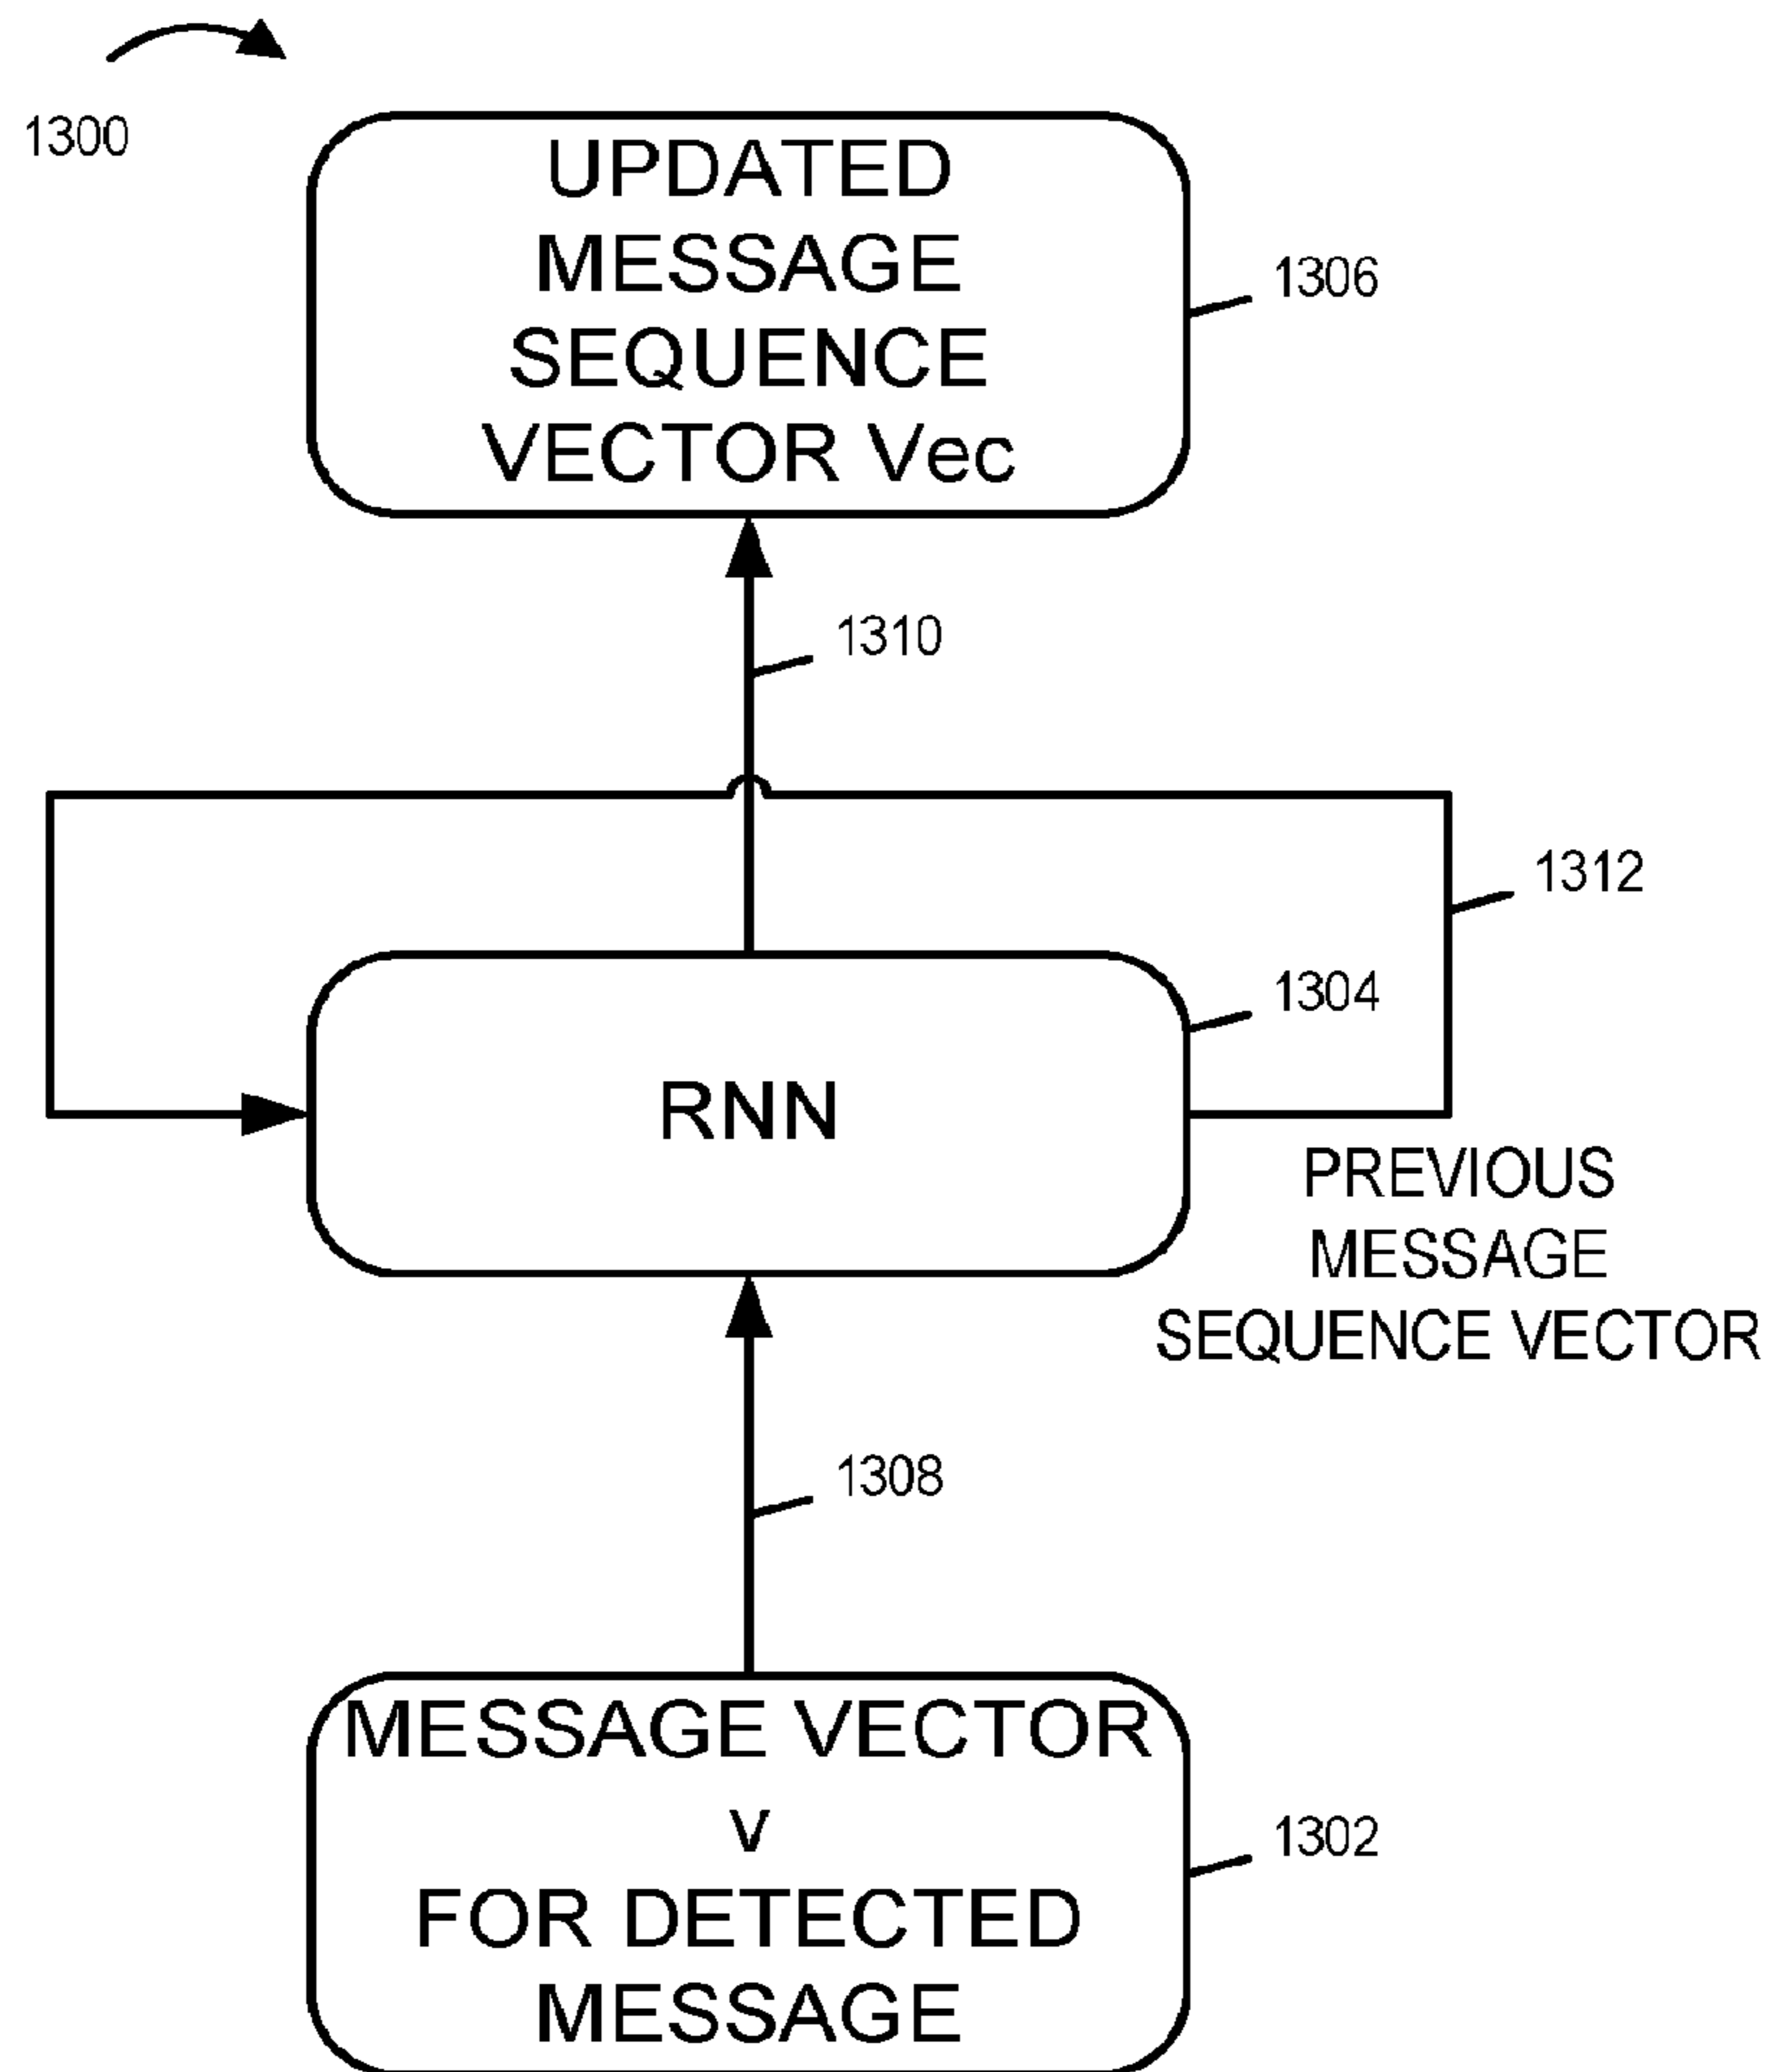 1300
UPDATED
MESSAGE
SEQUENCE
VECTOR Vec
1306
1310
1312
1304
RNN
PREVIOUS
MESSAGE
SEQUENCE VECTOR
1308
MESSAGE VECTOR
v
FOR DETECTED
MESSAGE
1302